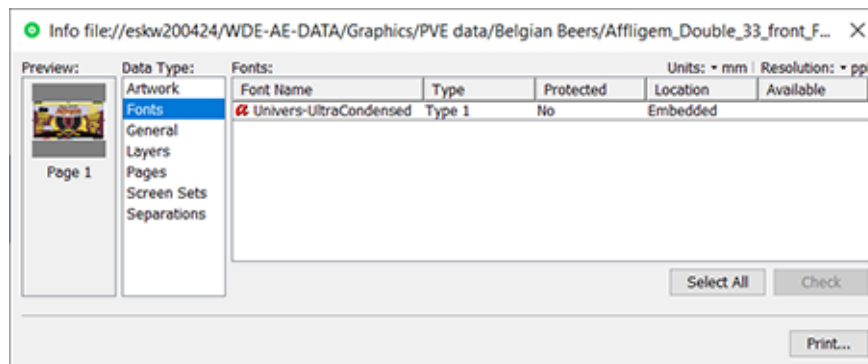 Info file://eskw200424/WDE-AE-DATA/Graphics/PVE data/Belgian Beers/Affligem_Double_33_front_F...
Preview: Data Type: Fonts: Units: mm Resolution: pp
Artwork Font Name Type Protected Location Available
Fonts Univers-UltraCondensed Type 1 No Embedded
General
Layers
Page 1 Pages
Screen Sets
Separations
Select All Check
Print...